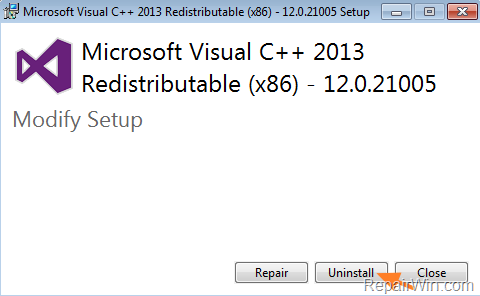 Microsoft Visual C++ 2013 Redistributable (x86) - 12.0.21005 Setup
Microsoft Visual C++ 2013
Redistributable (x86) - 12.0.21005
Modify Setup
Repair Uninstall Close
RepairWin.com